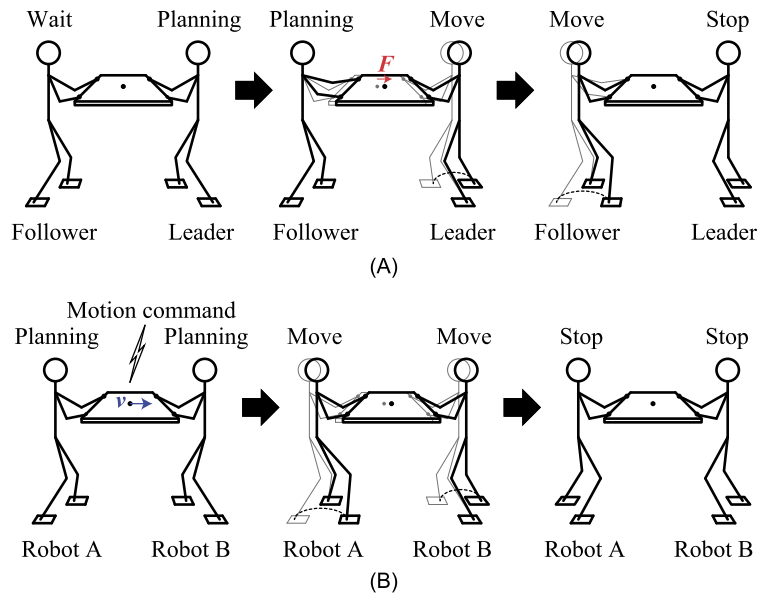 Wait Planning Planning Move Move Stop
F
Follower Leader Follower Leader Follower Leader
(A)
Motion command
Planning Planning Move Move Stop Stop
v
Robot A Robot B Robot A Robot B Robot A Robot B
(B)